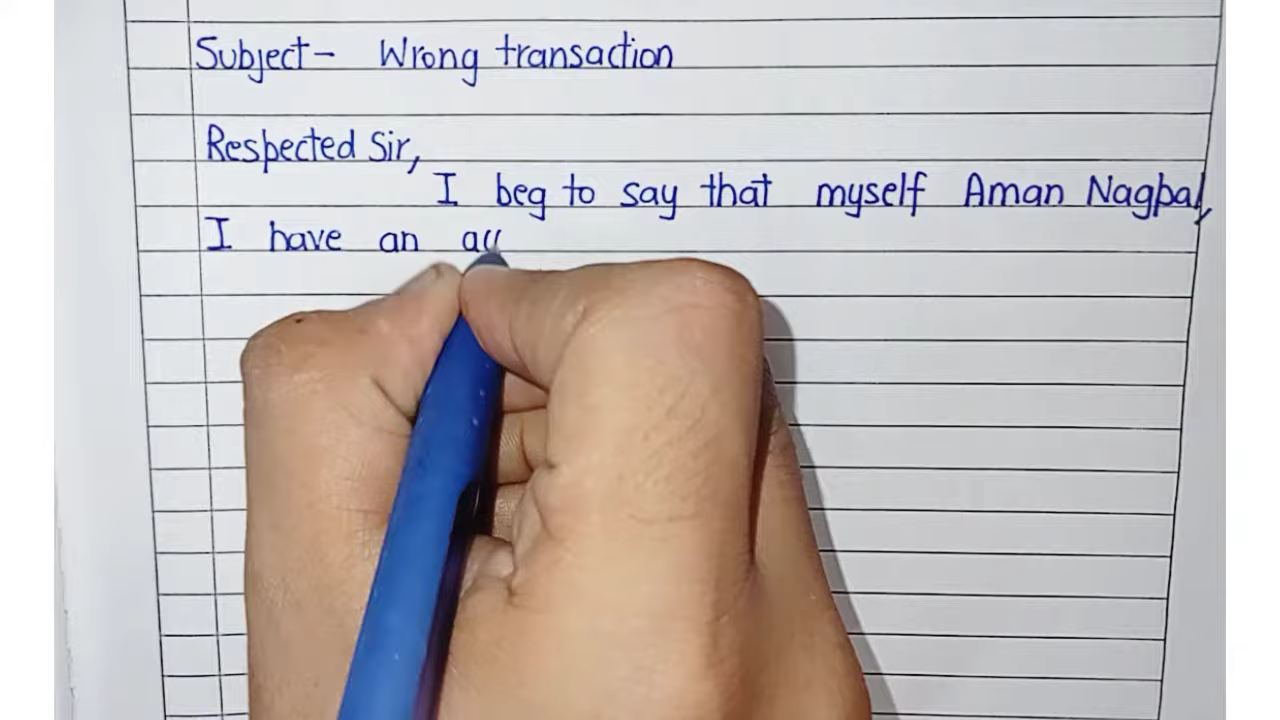 Subject- Wrong transaction
Respected Sir,
I beg to say that myself Aman Nagpal,
I have an